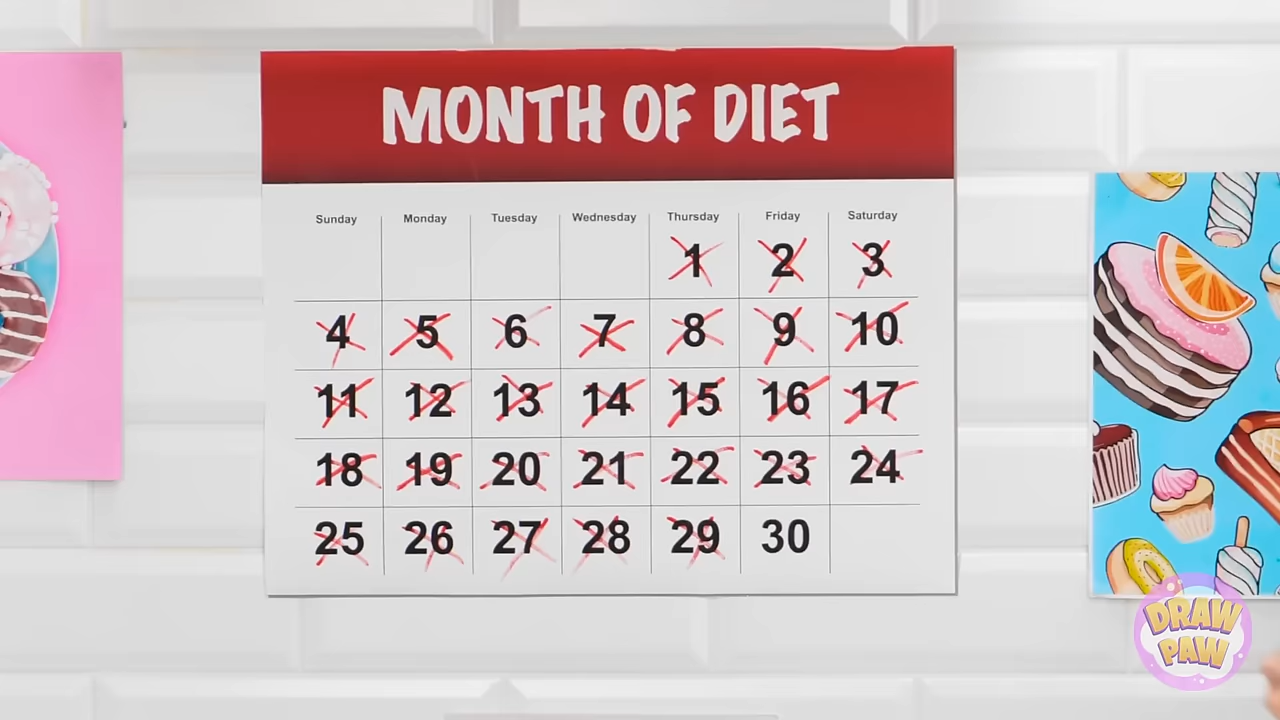 MONTH OF DIET
Sunday Monday Tuesday Wednesday Thursday Friday Saturday
1 2 3
4 5 6 7 8 9 10
11 12 13 14 15 16 17
18 19 20 21 22 23 24
25 26 27 28 29 30
DRAW
PAW